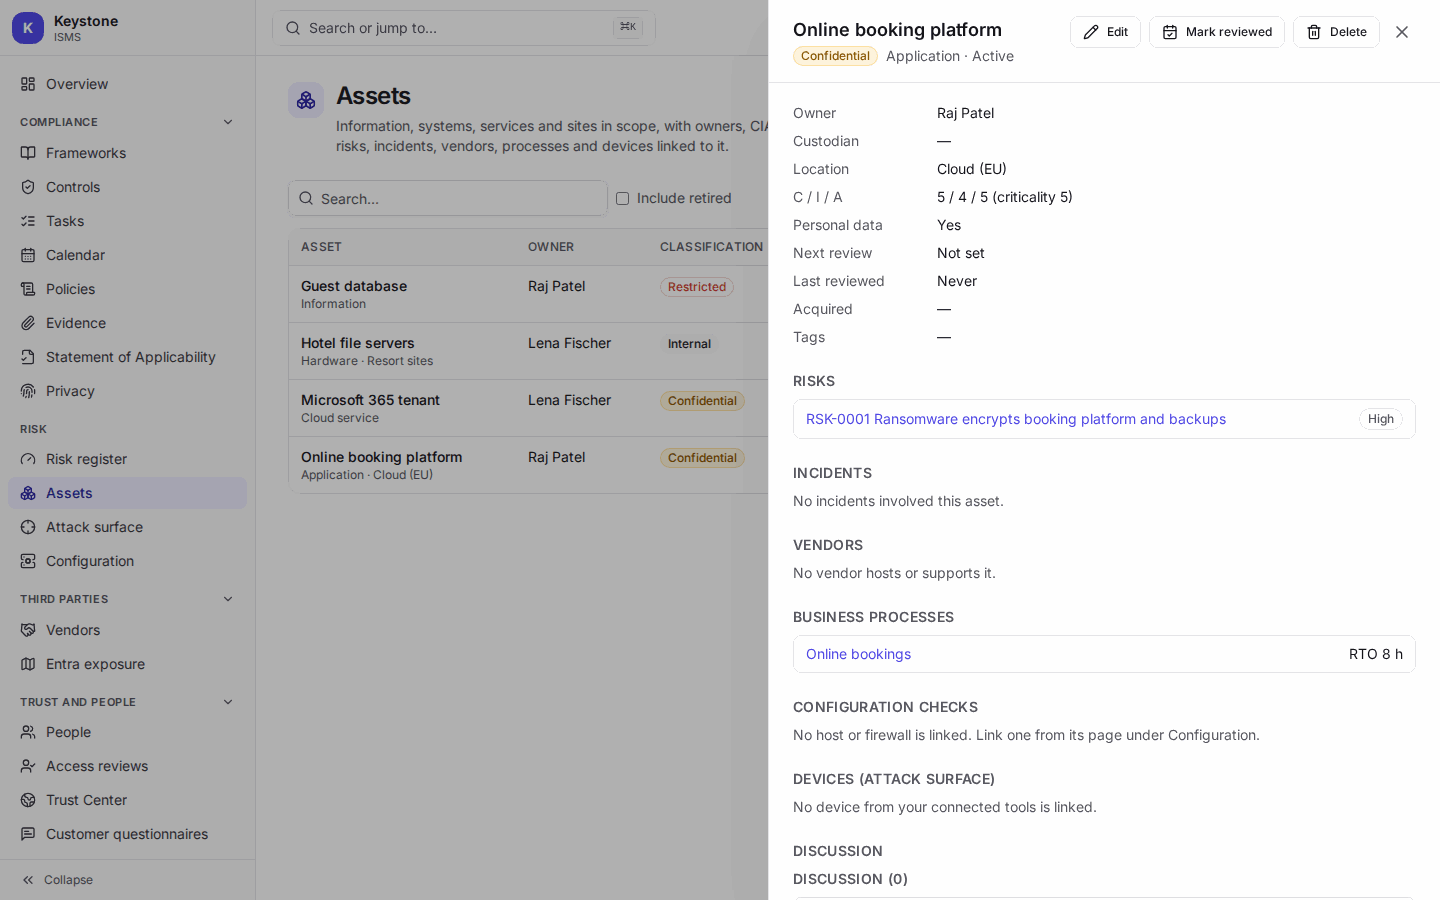 Keystone
ISMS
Overview
COMPLIANCE
Frameworks
Controls
Tasks
Calendar
Policies
Evidence
Statement of Applicability
Privacy
RISK
Risk register
Assets
Attack surface
Configuration
THIRD PARTIES
Vendors
Entra exposure
TRUST AND PEOPLE
People
Access reviews
Trust Center
Customer questionnaires
Collapse
Search or jump to...
⌘K
Assets
Information, systems, services and sites in scope, with owners, CIA
risks, incidents, vendors, processes and devices linked to it.
Search...
Include retired
ASSET OWNER CLASSIFICATION
Guest database Raj Patel Restricted
Information
Hotel file servers Lena Fischer Internal
Hardware · Resort sites
Microsoft 365 tenant Lena Fischer Confidential
Cloud service
Online booking platform Raj Patel Confidential
Application · Cloud (EU)
Online booking platform
Edit
Mark reviewed
Delete
Confidential Application · Active
Owner Raj Patel
Custodian —
Location Cloud (EU)
C / I / A 5 / 4 / 5 (criticality 5)
Personal data Yes
Next review Not set
Last reviewed Never
Acquired —
Tags —
RISKS
RSK-0001 Ransomware encrypts booking platform and backups High
INCIDENTS
No incidents involved this asset.
VENDORS
No vendor hosts or supports it.
BUSINESS PROCESSES
Online bookings RTO 8 h
CONFIGURATION CHECKS
No host or firewall is linked. Link one from its page under Configuration.
DEVICES (ATTACK SURFACE)
No device from your connected tools is linked.
DISCUSSION
DISCUSSION (0)